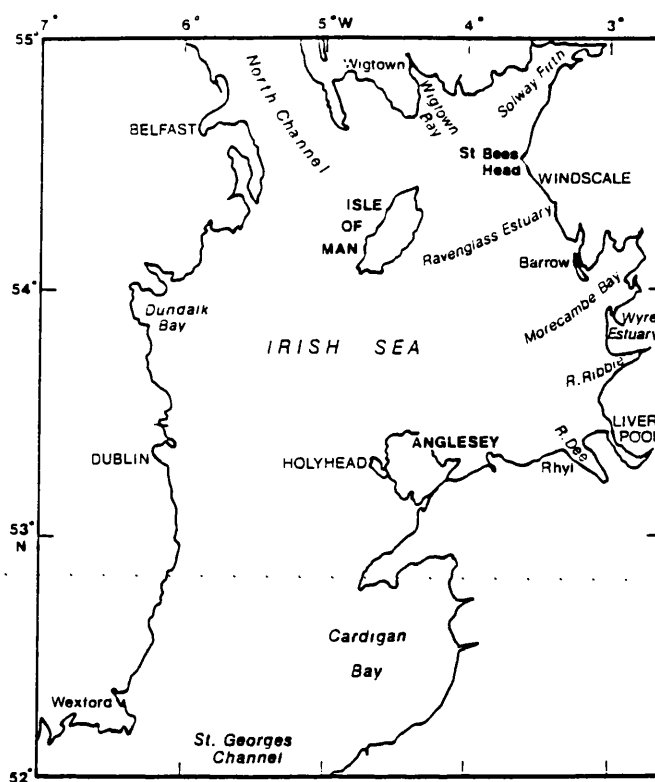 7°
6
5°W
4
3°
55°
North Channel
Wigtown
Wigtown
Bay
Solway Firth
BELFAST
St Bees
Head
WINDSCALE
ISLE
OF
MAN
Ravenglass Estuary
Barrow
54°
Dundalk
Bay
Morecambe Bay
Wyre
Estuary
IRISH SEA
R. Ribble
LIVER
POOL
DUBLIN
HOLYHEAD
ANGLESEY
R. Dee
Rhyl
53°
N
Cardigan
Bay
Wexford
St. Georges
Channel
52°